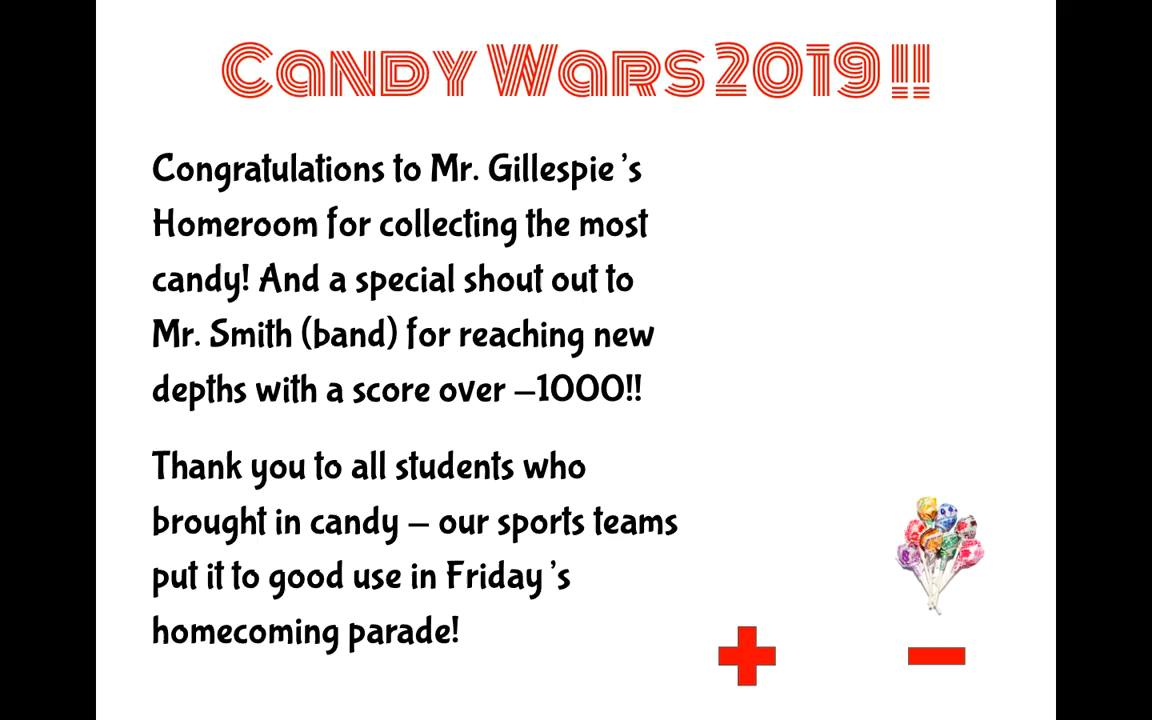 Candy Wars 2019!!
Congratulations to Mr. Gillespie's
Homeroom for collecting the most
candy! And a special shout out to
Mr. Smith (band) for reaching new
depths with a score over -1000!!
Thank you to all students who
brought in candy - our sports teams
put it to good use in Friday's
homecoming parade!
+ -